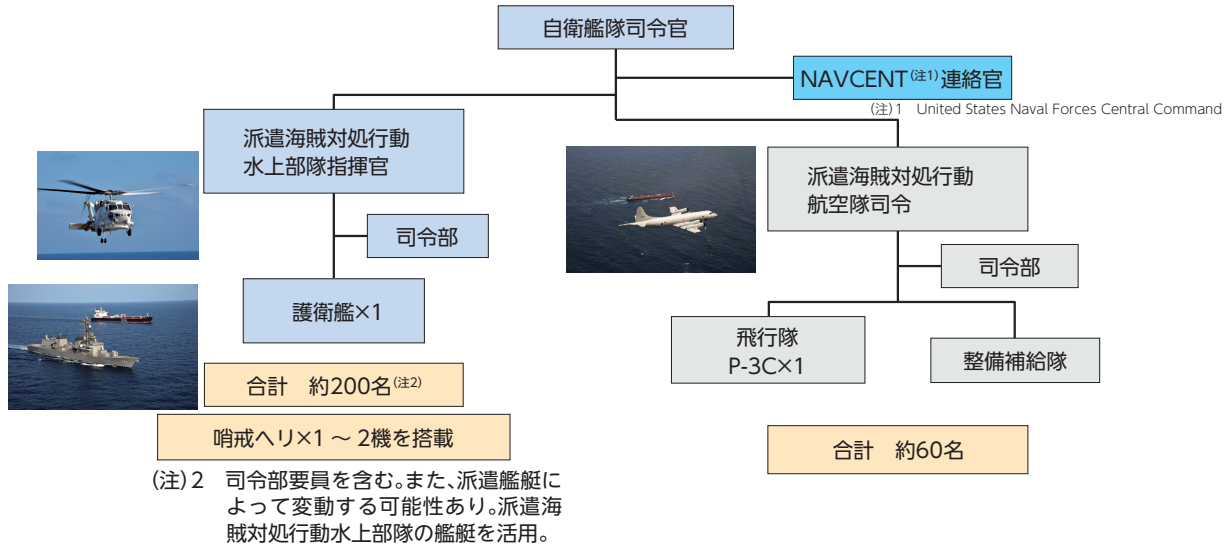 自衛艦隊司令官
NAVCENT(注1)連絡官
(注)1 United States Naval Forces Central Command
派遣海賊対処行動
水上部隊指揮官
司令部
護衛艦×1
合計 約200名(注2)
哨戒ヘリ×1 ～ 2機を搭載
(注)2 司令部要員を含む。また、派遣艦艇に
よって変動する可能性あり。派遣海
賊対処行動水上部隊の艦艇を活用。
派遣海賊対処行動
航空隊司令
司令部
飛行隊
P-3C×1
整備補給隊
合計 約60名